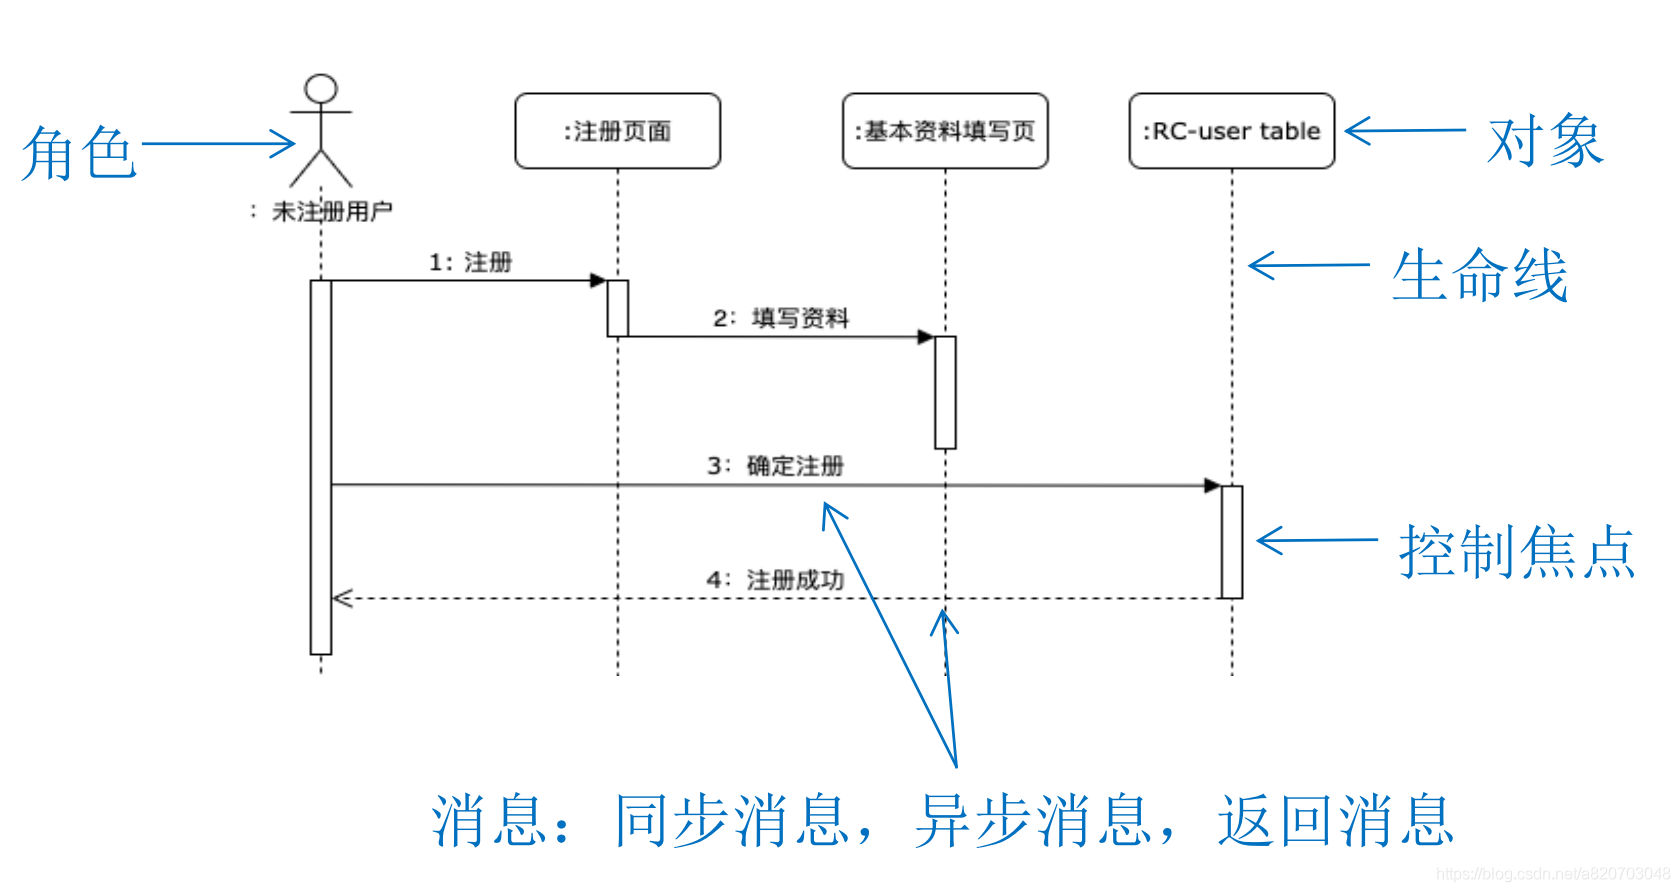 角色
:注册页面
:基本资料填写页
:RC-user table
对象
：未注册用户
生命线
1: 注册
2: 填写资料
3: 确定注册
控制焦点
4: 注册成功
消息：同步消息，异步消息，返回消息
https://blog.csdn.net/a820703048